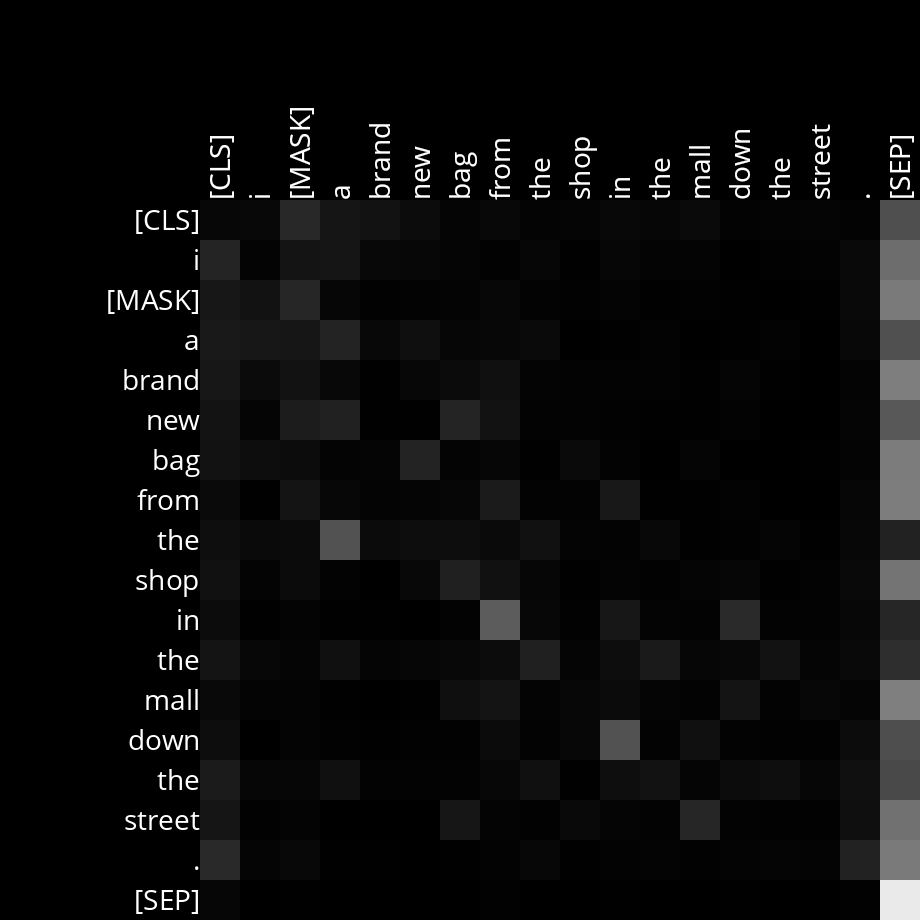 [CLS] i [MASK] a brand new bag from the shop in the mall down the street . [SEP]
[CLS]
i
[MASK]
a
brand
new
bag
from
the
shop
in
the
mall
down
the
street
.
[SEP]